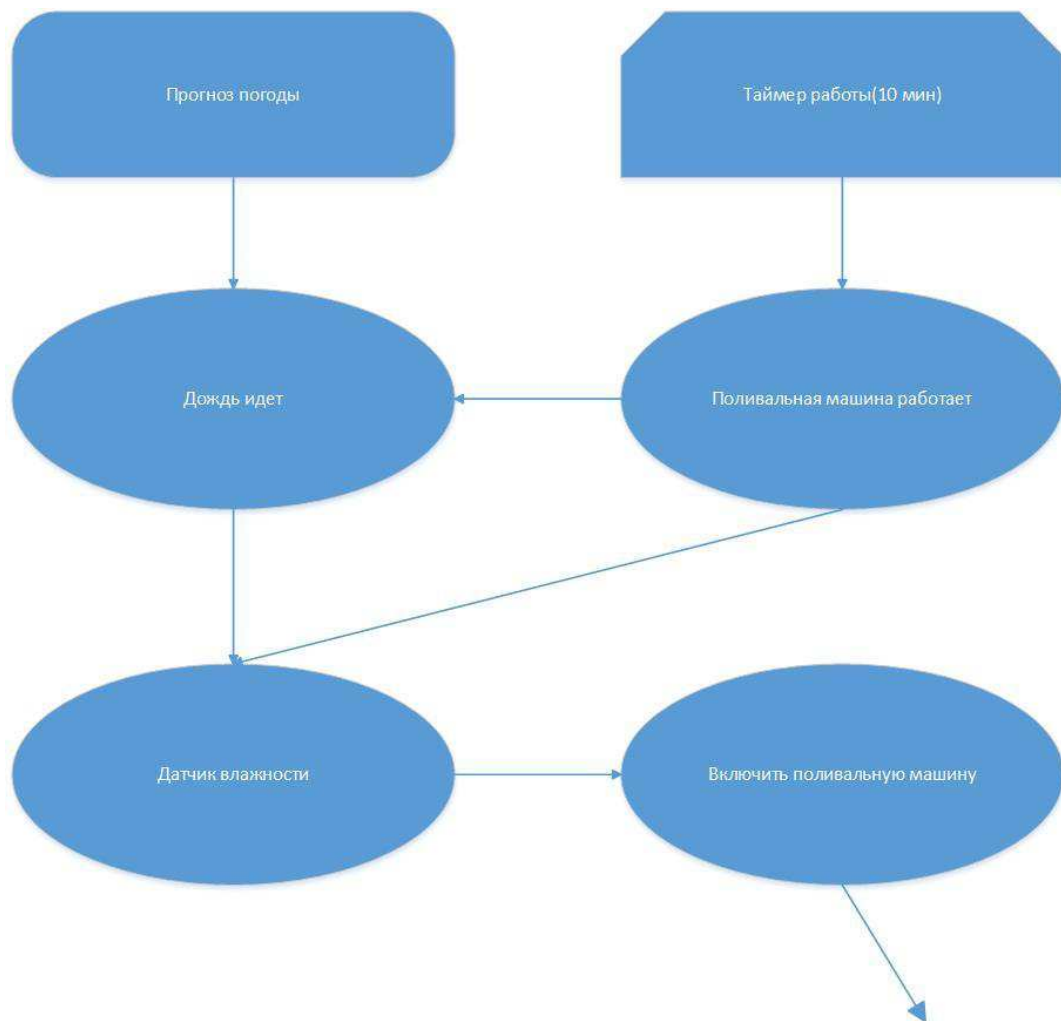 Прогноз погоды
Таймер работы(10 мин)
Дождь идет
Поливальная машина работает
Датчик влажности
Включить поливальную машину